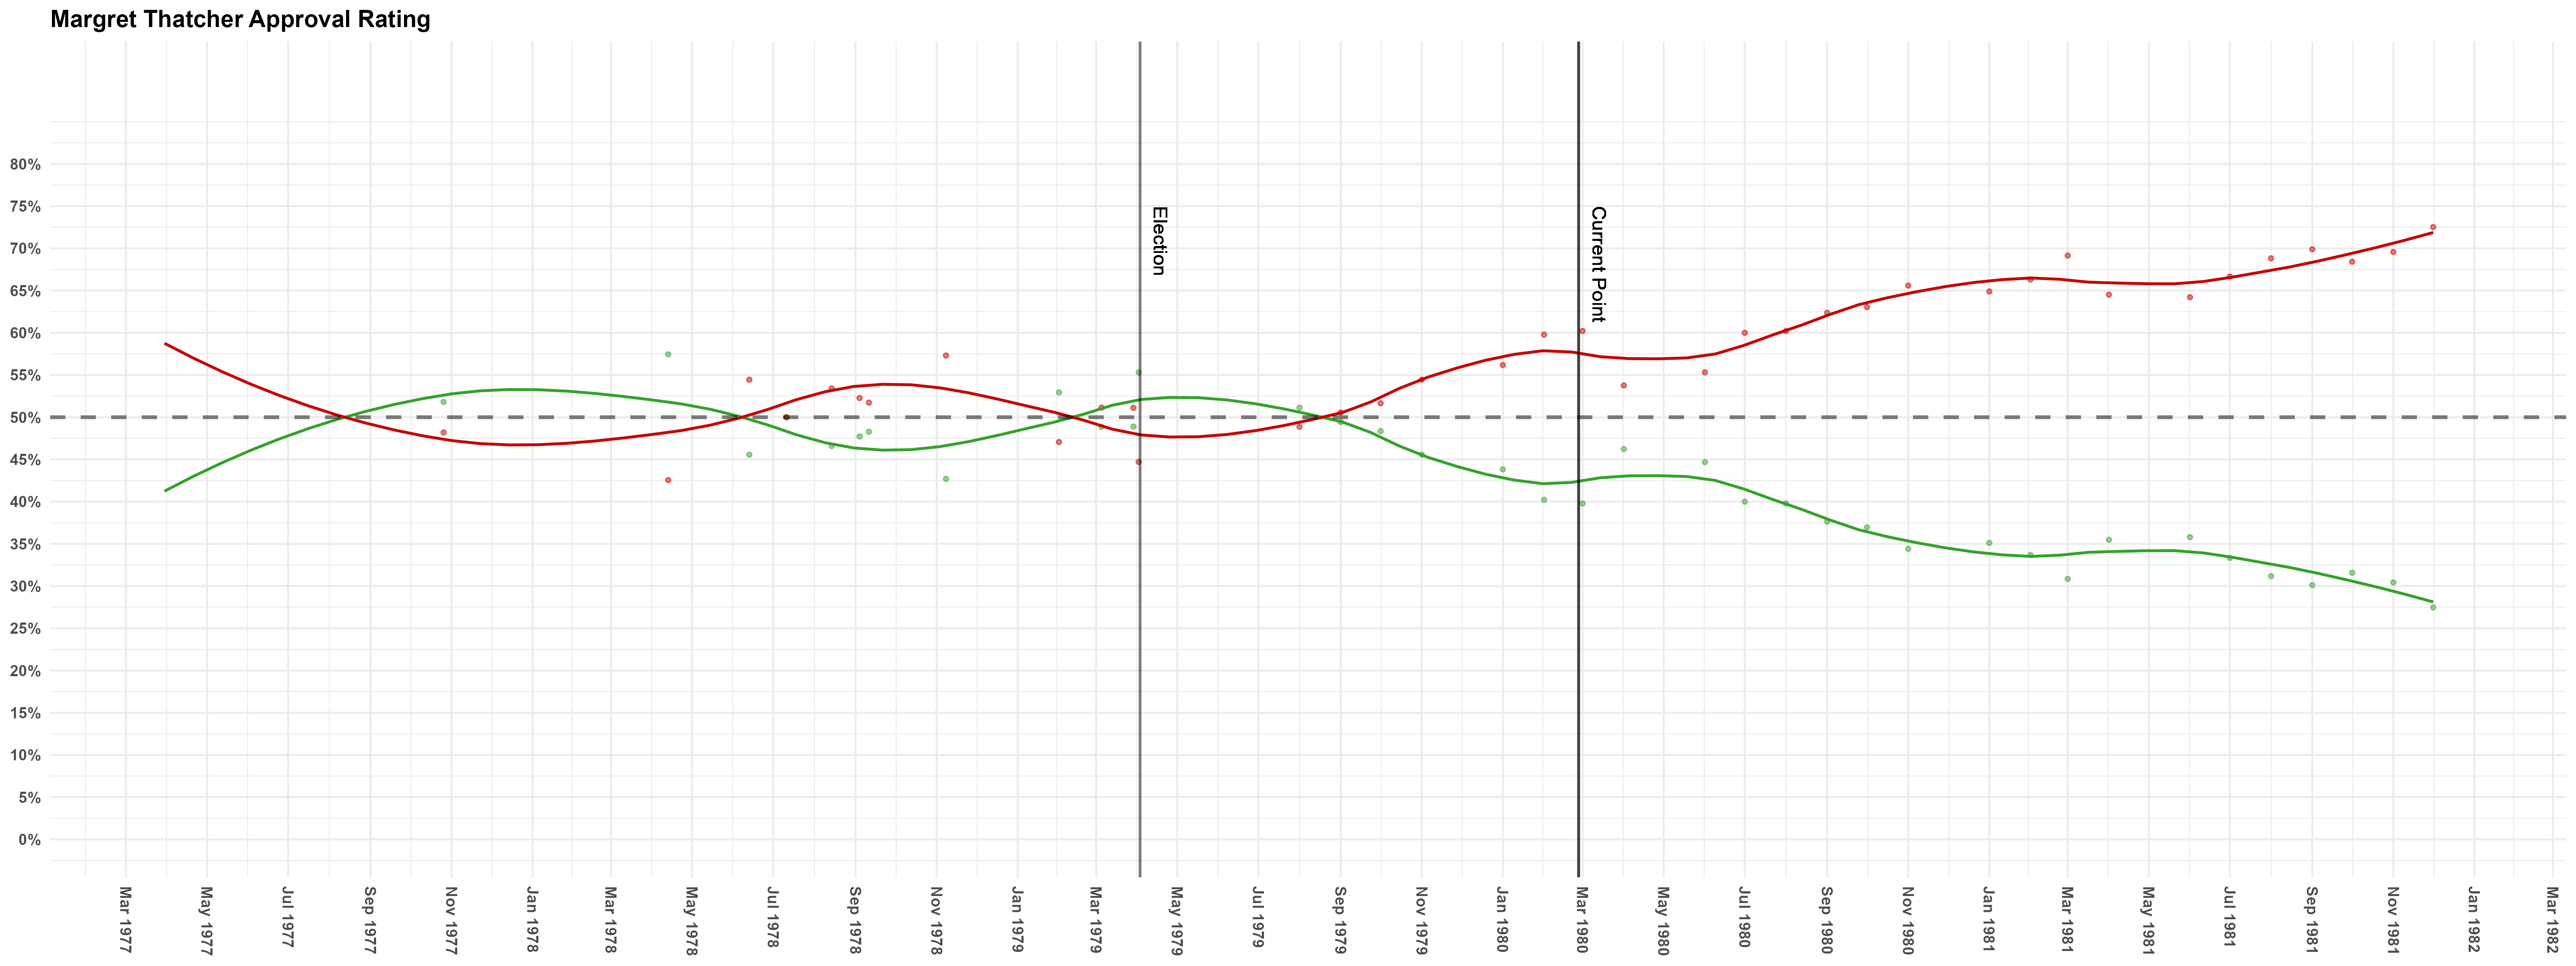 Margret Thatcher Approval Rating
80%
75%
70%
65%
60%
55%
50%
45%
40%
35%
30%
25%
20%
15%
10%
5%
0%
Election
Current Point
Mar 1977
May 1977
Jul 1977
Sep 1977
Nov 1977
Jan 1978
Mar 1978
May 1978
Jul 1978
Sep 1978
Nov 1978
Jan 1979
Mar 1979
May 1979
Jul 1979
Sep 1979
Nov 1979
Jan 1980
Mar 1980
May 1980
Jul 1980
Sep 1980
Nov 1980
Jan 1981
Mar 1981
May 1981
Jul 1981
Sep 1981
Nov 1981
Jan 1982
Mar 1982